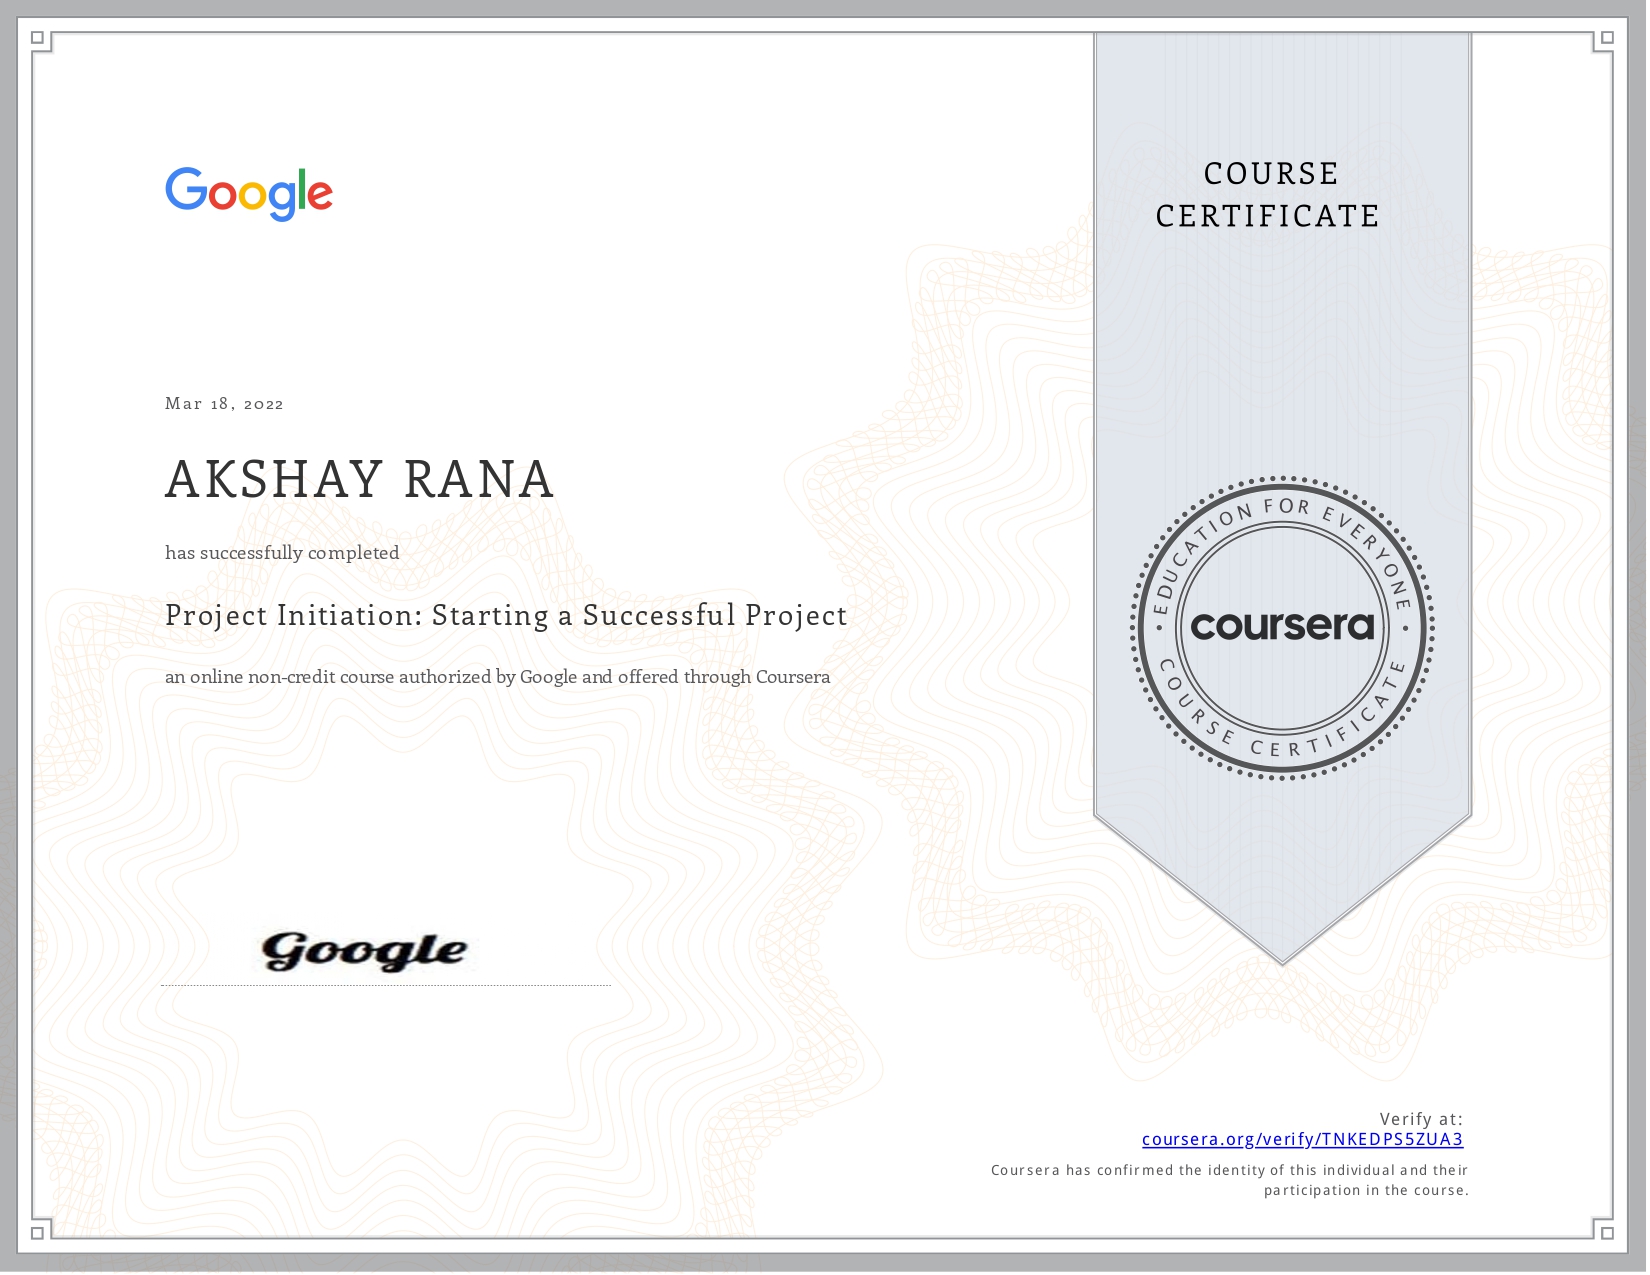 Google
COURSE
CERTIFICATE
Mar 18, 2022
AKSHAY RANA
has successfully completed
Project Initiation: Starting a Successful Project
an online non-credit course authorized by Google and offered through Coursera
EDUCATION FOR EVERYONE
coursera
COURSE CERTIFICATE
Google
Verify at:
coursera.org/verify/TNKEDPS5ZUA3
Coursera has confirmed the identity of this individual and their
participation in the course.